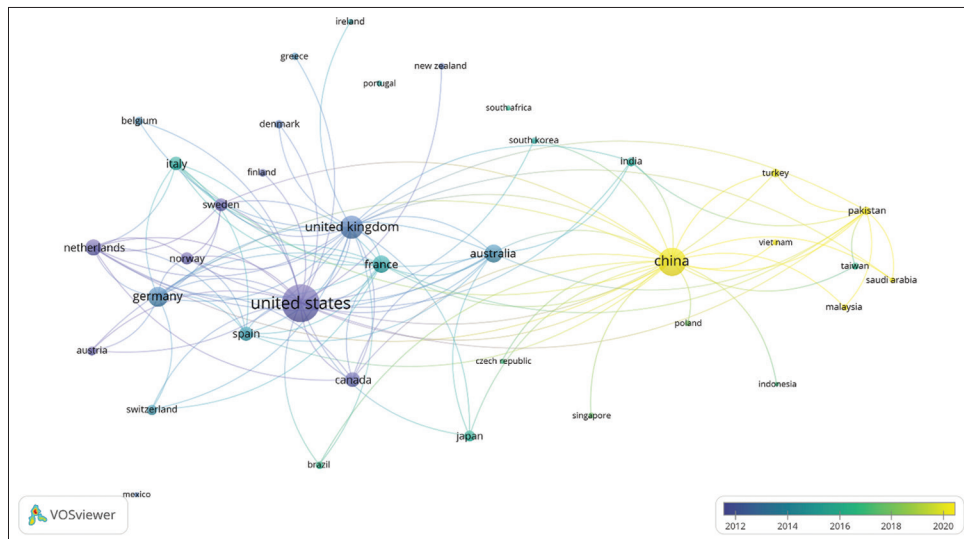 ireland
greece
new zealand
portugal
south africa
belgium
denmark
south korea
italy
india
finland
turkey
sweden
pakistan
united kingdom
netherlands
vietnam
australia
norway
china
france
taiwan
saudi arabia
germany
united states
malaysia
poland
spain
austria
czech republic
canada
indonesia
switzerland
singapore
japan
brazil
mexico
VOSviewer
2012 2014 2016 2018 2020